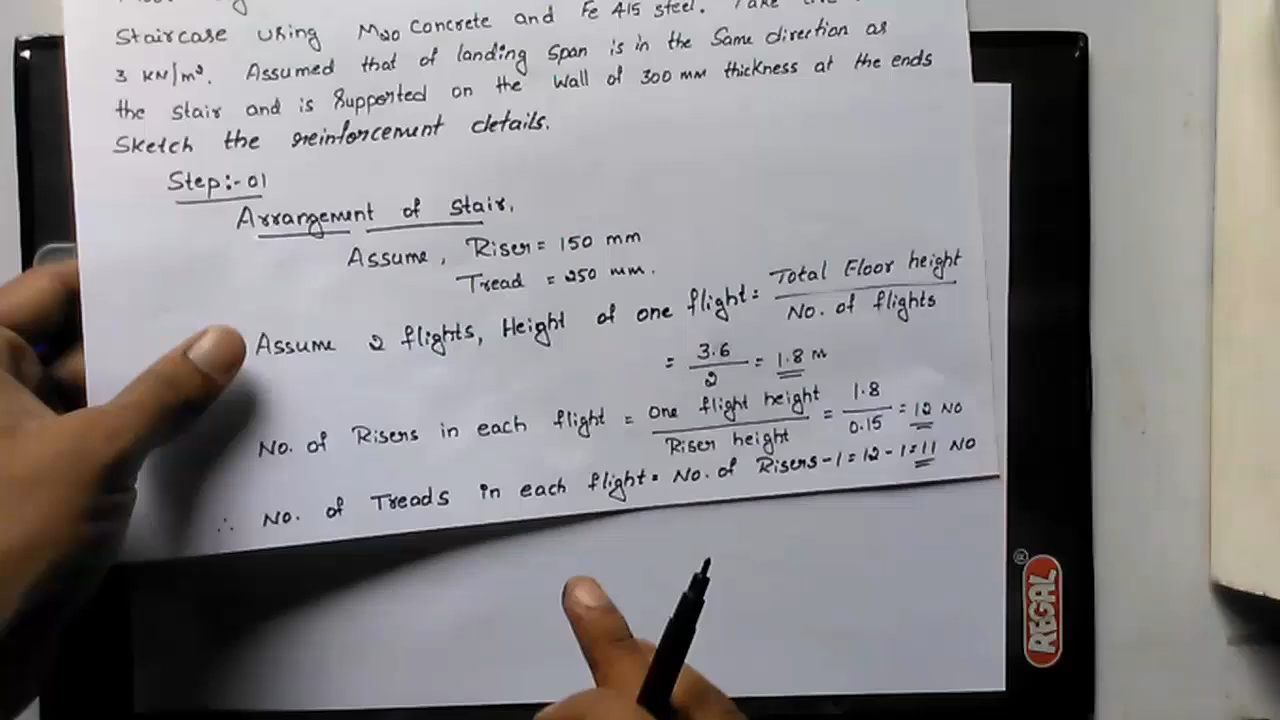 Staircase using M20 Concrete and Fe 415 steel. Take
3 KN/m². Assumed that of landing span is in the same direction as
the stair and is supported on the wall of 300 mm thickness at the ends
Sketch the reinforcement details.
Step:-01
Arrangement of Stair.
Assume, Riser = 150 mm
Tread = 250 mm.
Assume 2 flights, Height of one flight = Total Floor height / No. of flights
= 3.6 / 2 = 1.8 m
No. of Risers in each flight = One flight height / Riser height = 1.8 / 0.15 = 12 No
∴ No. of Treads in each flight = No. of Risers - 1 = 12 - 1 = 11 No
REGAL ®